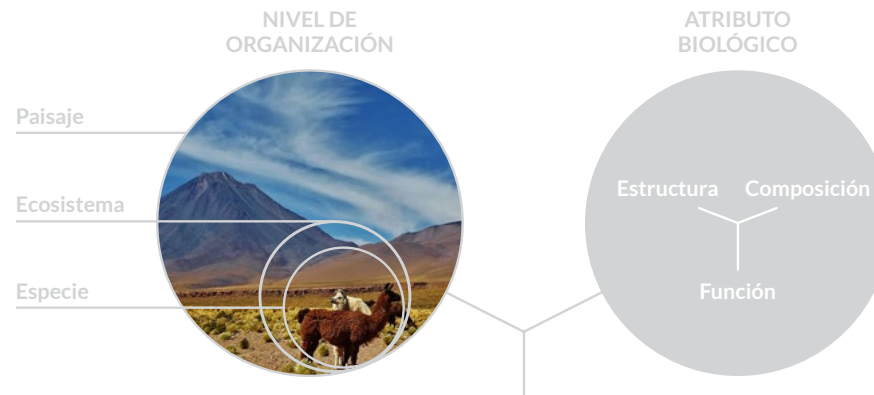 NIVEL DE
ORGANIZACIÓN
ATRIBUTO
BIOLÓGICO
Paisaje
Ecosistema
Especie
Estructura
Composición
Función